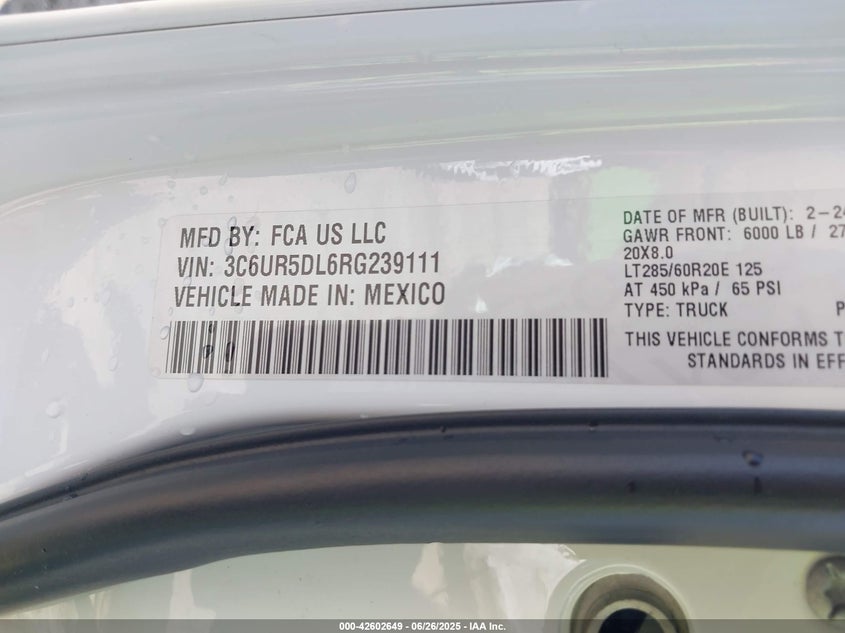 MFD BY: FCA US LLC
VIN: 3C6UR5DL6RG239111
VEHICLE MADE IN: MEXICO
DATE OF MFR (BUILT): 2-24
GAWR FRONT: 6000 LB / 27
20X8.0
LT285/60R20E 125
AT 450 kPa / 65 PSI
TYPE: TRUCK P
THIS VEHICLE CONFORMS T
STANDARDS IN EFF
000-42602649 / 06/26/2025 - IAA Inc.